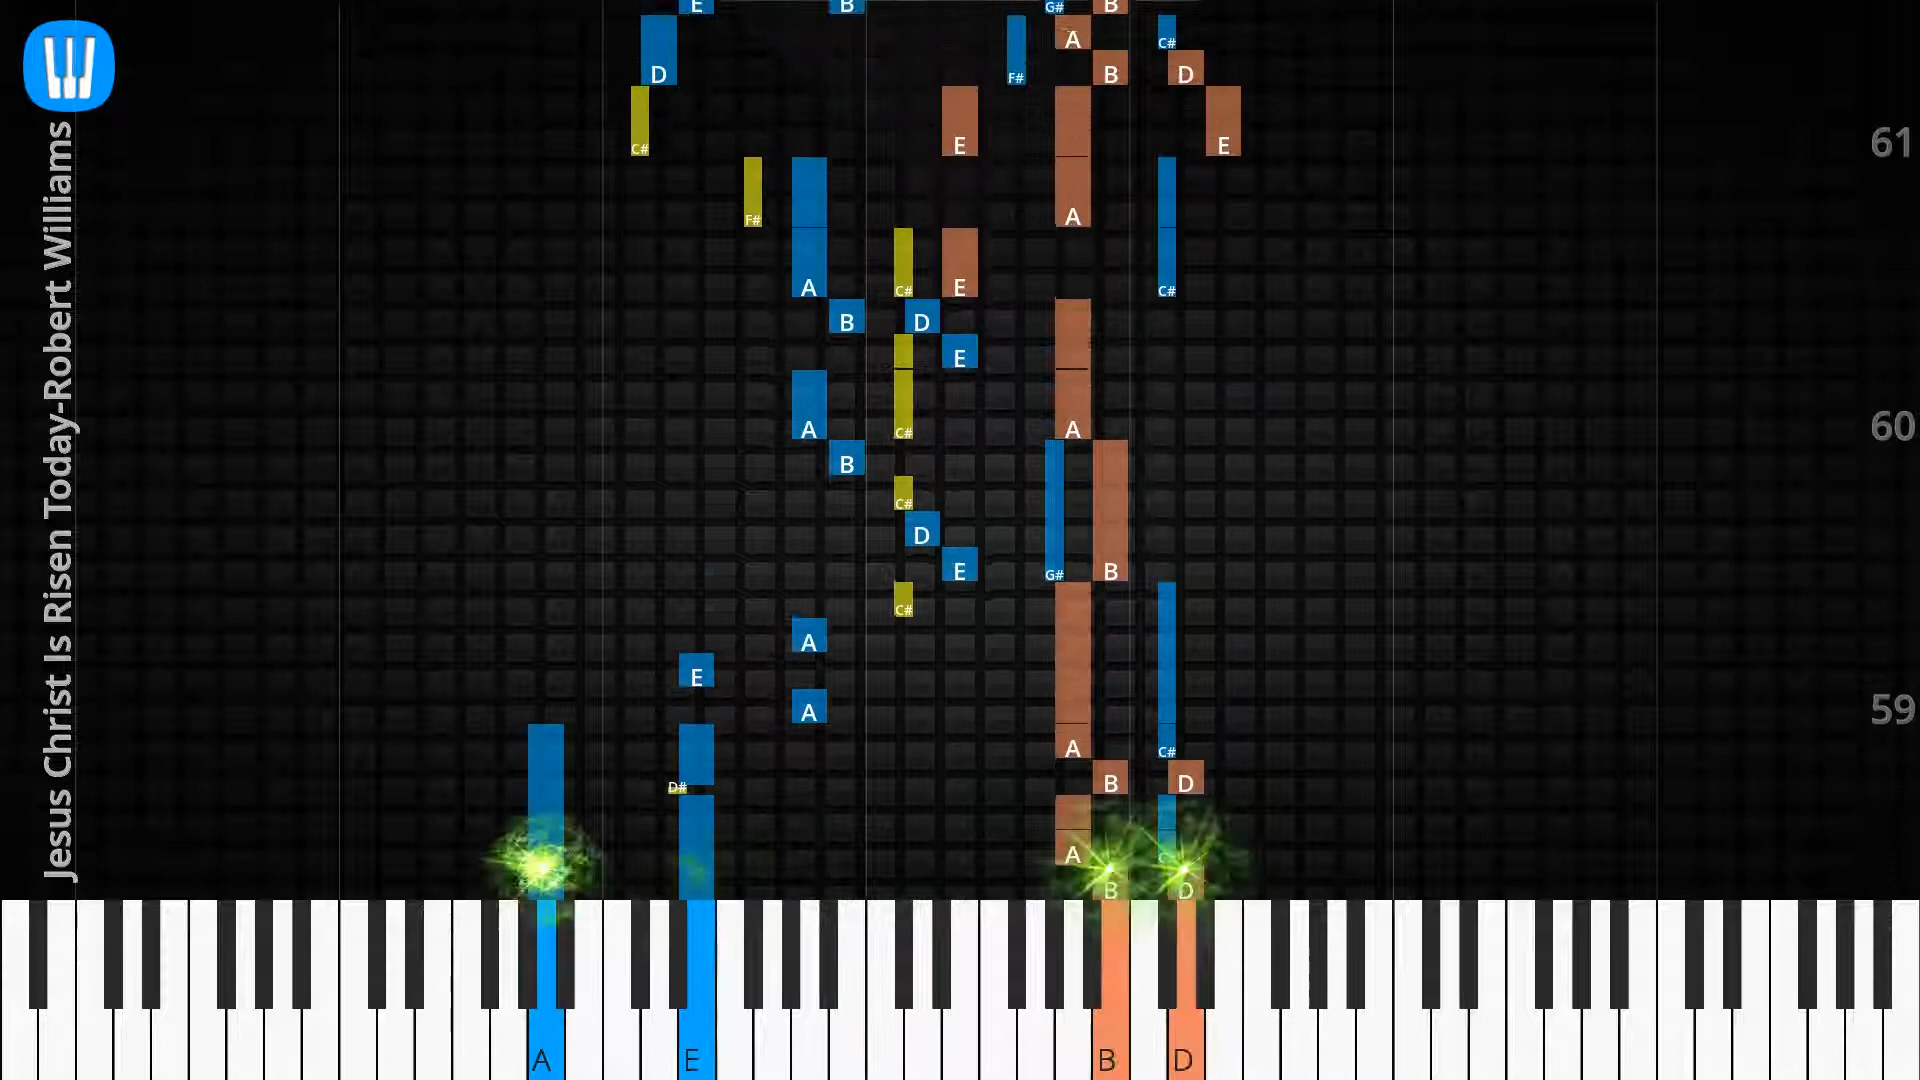 Jesus Christ Is Risen Today-Robert Williams
E B G# B
A C#
D F# B D
C# E A E
61
F# A
A C# E C#
B D
E
A C# A
60
B
C#
D
E G# B
C#
A
E
A
59
A C#
D# B D
A
B D
A E B D